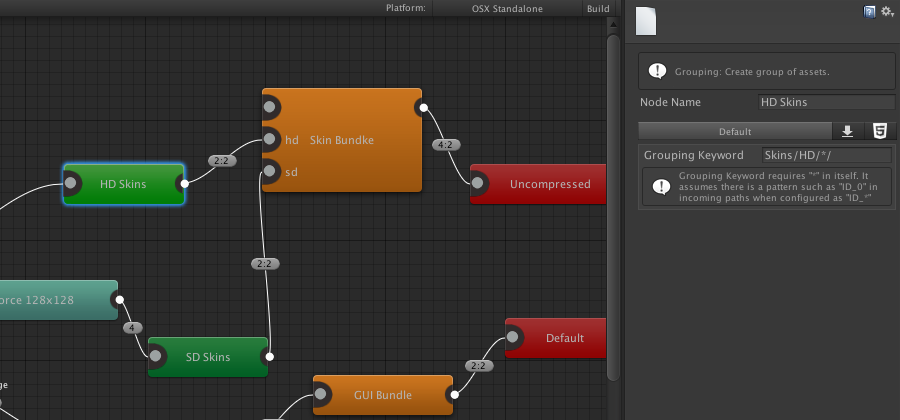 Platform:
OSX Standalone
Build
hd
Skin Bundke
sd
4:2
2:2
HD Skins
Uncompressed
2:2
orce 128x128
4
SD Skins
Default
2:2
GUI Bundle
ge
Grouping: Create group of assets.
Node Name
HD Skins
Default
Grouping Keyword
Skins/HD/*/
Grouping Keyword requires "*" in itself. It
assumes there is a pattern such as "ID_0" in
incoming paths when configured as "ID_*"